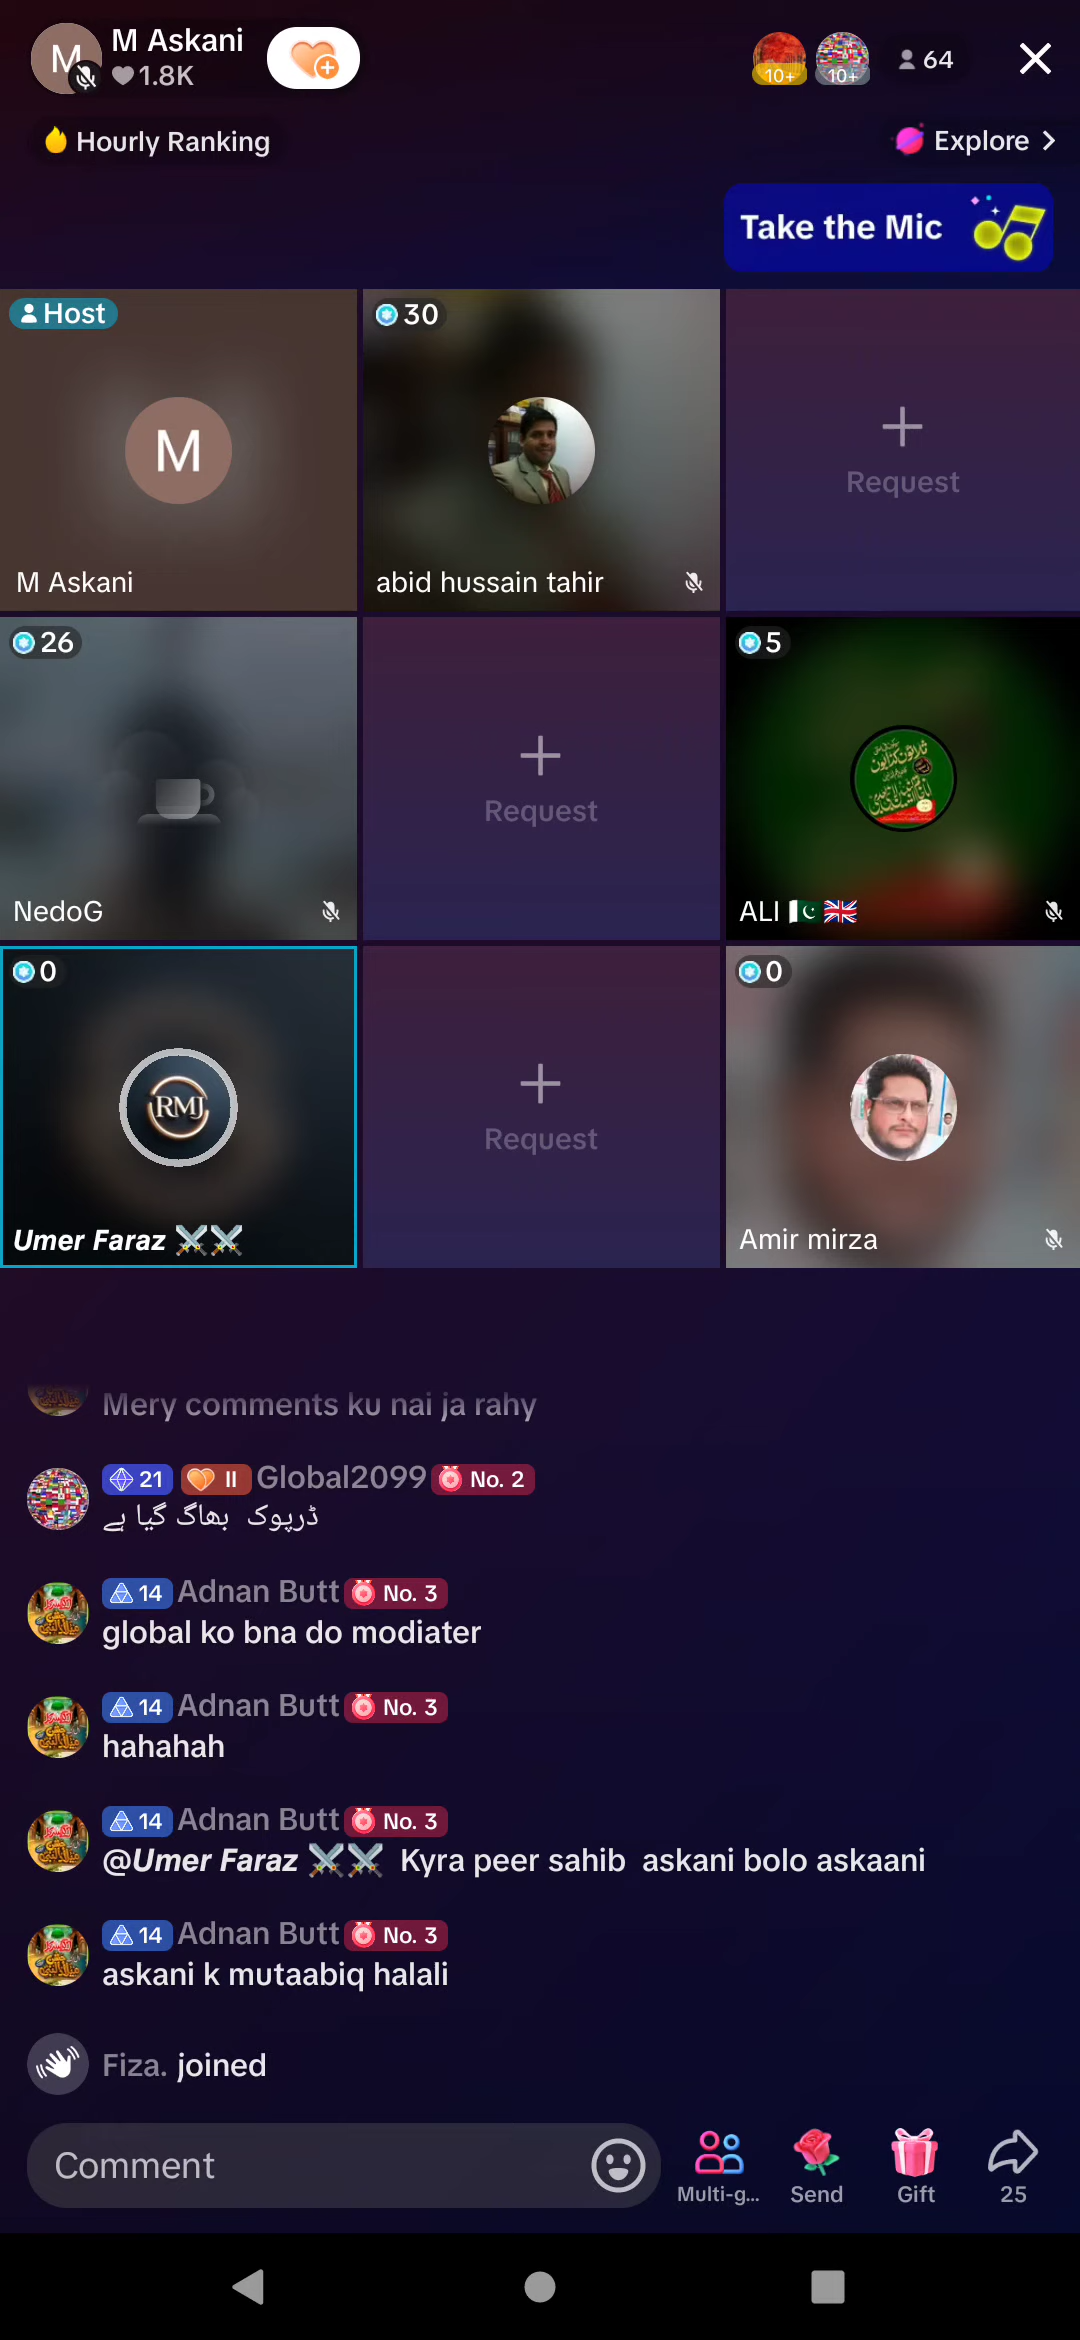 M Askani
1.8K
10+
10+
64
Hourly Ranking
Explore
Take the Mic
Host
M
M Askani
30
abid hussain tahir
Request
26
NedoG
Request
5
ALI
0
RMJ
Umer Faraz
Request
0
Amir mirza
Mery comments ku nai ja rahy
21 II Global2099 No. 2
ڈرپوک بھاگ گیا ہے
14 Adnan Butt No. 3
global ko bna do modiater
14 Adnan Butt No. 3
hahahah
14 Adnan Butt No. 3
@Umer Faraz ⚔️⚔️ Kyra peer sahib askani bolo askaani
14 Adnan Butt No. 3
askani k mutaabiq halali
Fiza. joined
Comment
Multi-g...
Send
Gift
25